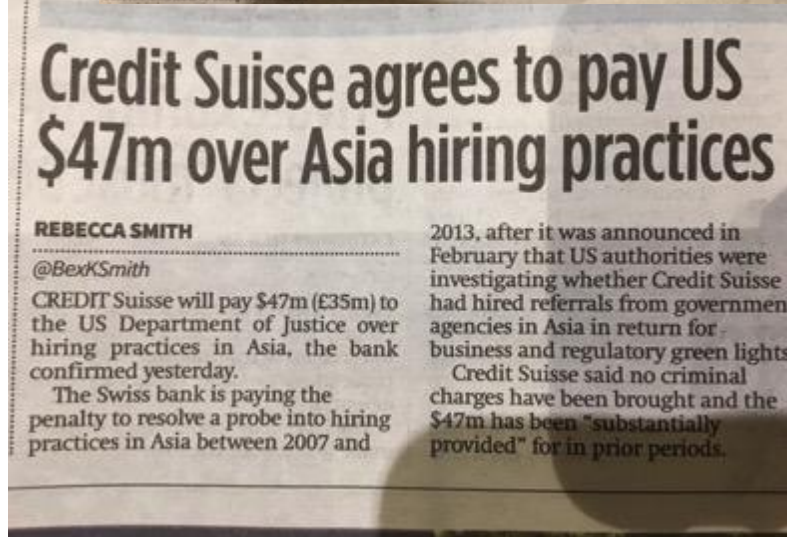 Credit Suisse agrees to pay US
$47m over Asia hiring practices
REBECCA SMITH
@BexKSmith
CREDIT Suisse will pay $47m (£35m) to
the US Department of Justice over
hiring practices in Asia, the bank
confirmed yesterday.
The Swiss bank is paying the
penalty to resolve a probe into hiring
practices in Asia between 2007 and
2013, after it was announced in
February that US authorities were
investigating whether Credit Suisse
had hired referrals from governmen
agencies in Asia in return for
business and regulatory green lights
Credit Suisse said no criminal
charges have been brought and the
$47m has been "substantially
provided" for in prior periods.